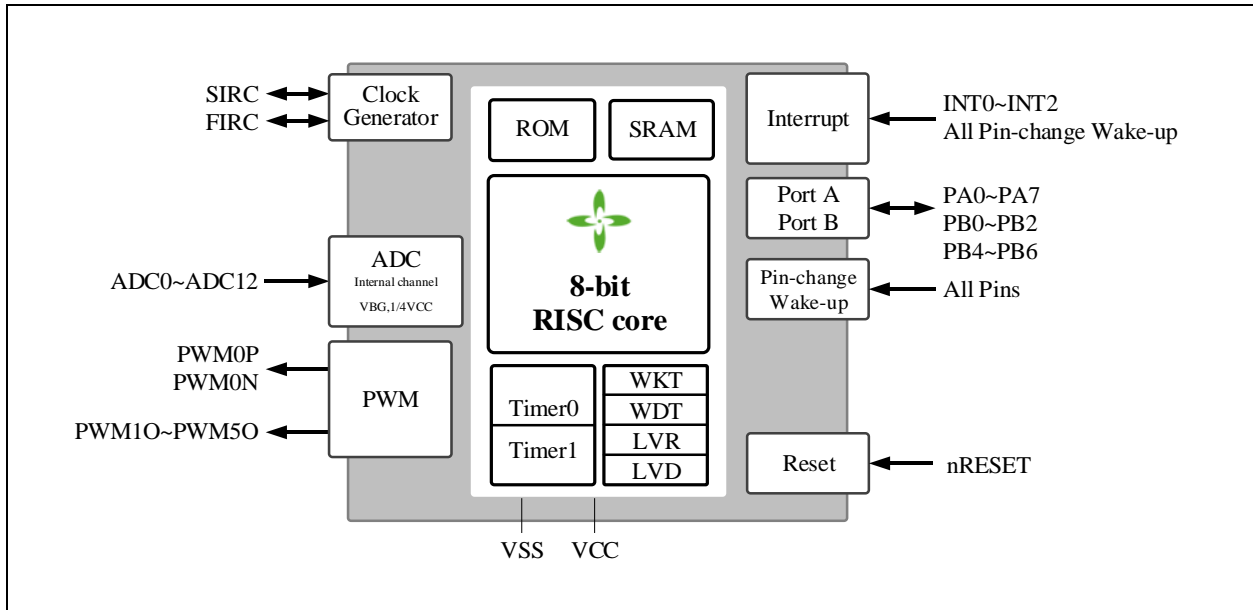 SIRC
FIRC
Clock
Generator
ADC0~ADC12
ADC
Internal channel
VBG,1/4VCC
PWM0P
PWM0N
PWM1O~PWM5O
PWM
ROM
SRAM
8-bit
RISC core
Timer0
Timer1
WKT
WDT
LVR
LVD
VSS
VCC
Interrupt
INT0~INT2
All Pin-change Wake-up
Port A
Port B
PA0~PA7
PB0~PB2
PB4~PB6
Pin-change
Wake-up
All Pins
Reset
nRESET